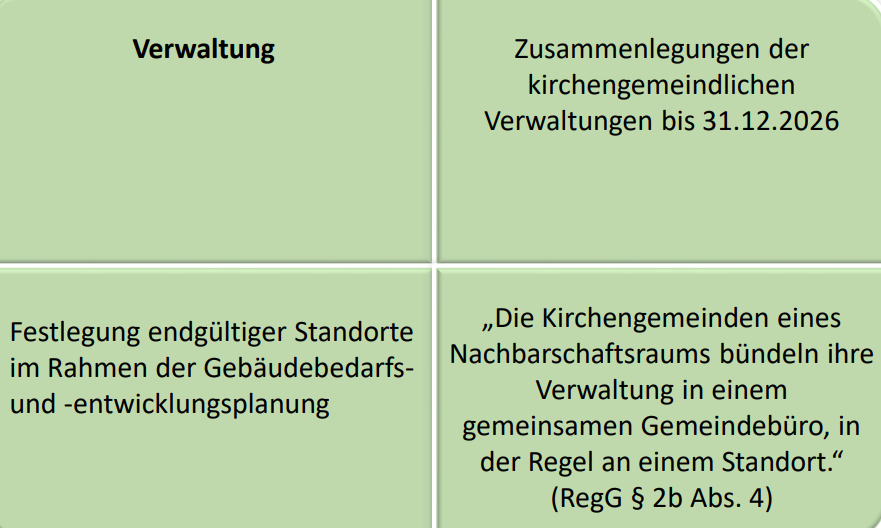 Verwaltung
Zusammenlegungen der
kirchengemeindlichen
Verwaltungen bis 31.12.2026
Festlegung endgültiger Standorte
im Rahmen der Gebäudebedarfs-
und -entwicklungsplanung
„Die Kirchengemeinden eines
Nachbarschaftsraums bündeln ihre
Verwaltung in einem
gemeinsamen Gemeindebüro, in
der Regel an einem Standort.“
(RegG § 2b Abs. 4)